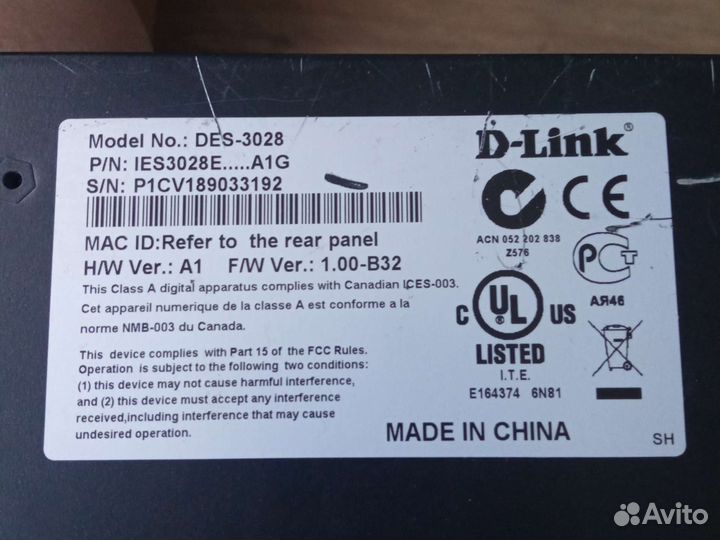 Model No.: DES-3028
P/N: IES3028E.....A1G
S/N: P1CV189033192
MAC ID:Refer to the rear panel
H/W Ver.: A1 F/W Ver.: 1.00-B32
This Class A digital apparatus complies with Canadian ICES-003.
Cet appareil numerique de la classe A est conforme a la
norme NMB-003 du Canada.
This device complies with Part 15 of the FCC Rules.
Operation is subject to the following two conditions:
(1) this device may not cause harmful interference,
and (2) this device must accept any interference
received,including interference that may cause
undesired operation.
D-Link®
CE
ACN 052 202 838
Z576
РСТ
АЯ46
C UL US
®
LISTED
I.T.E.
E164374 6N81
MADE IN CHINA
SH
Avito